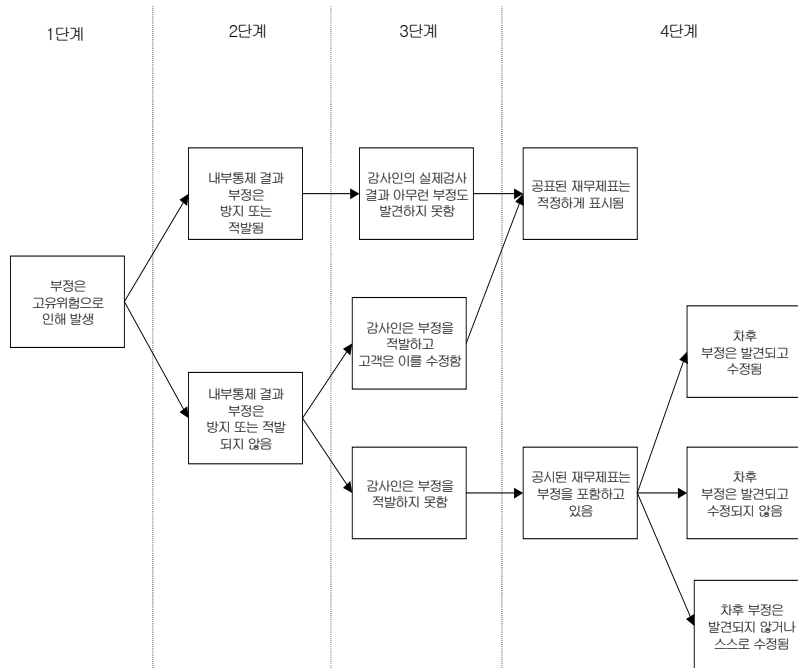 1단계
2단계
3단계
4단계
내부통제 결과
부정은
방지 또는
적발됨
감사인의 실제검사
결과 아무런 부정도
발견하지 못함
공표된 재무제표는
적정하게 표시됨
부정은
고유위험으로
인해 발생
감사인은 부정을
적발하고
고객은 이를 수정함
차후
부정은 발견되고
수정됨
내부통제 결과
부정은
방지 또는 적발
되지 않음
감사인은 부정을
적발하지 못함
공시된 재무제표는
부정을 포함하고
있음
차후
부정은 발견되고
수정되지 않음
차후 부정은
발견되지 않거나
스스로 수정됨